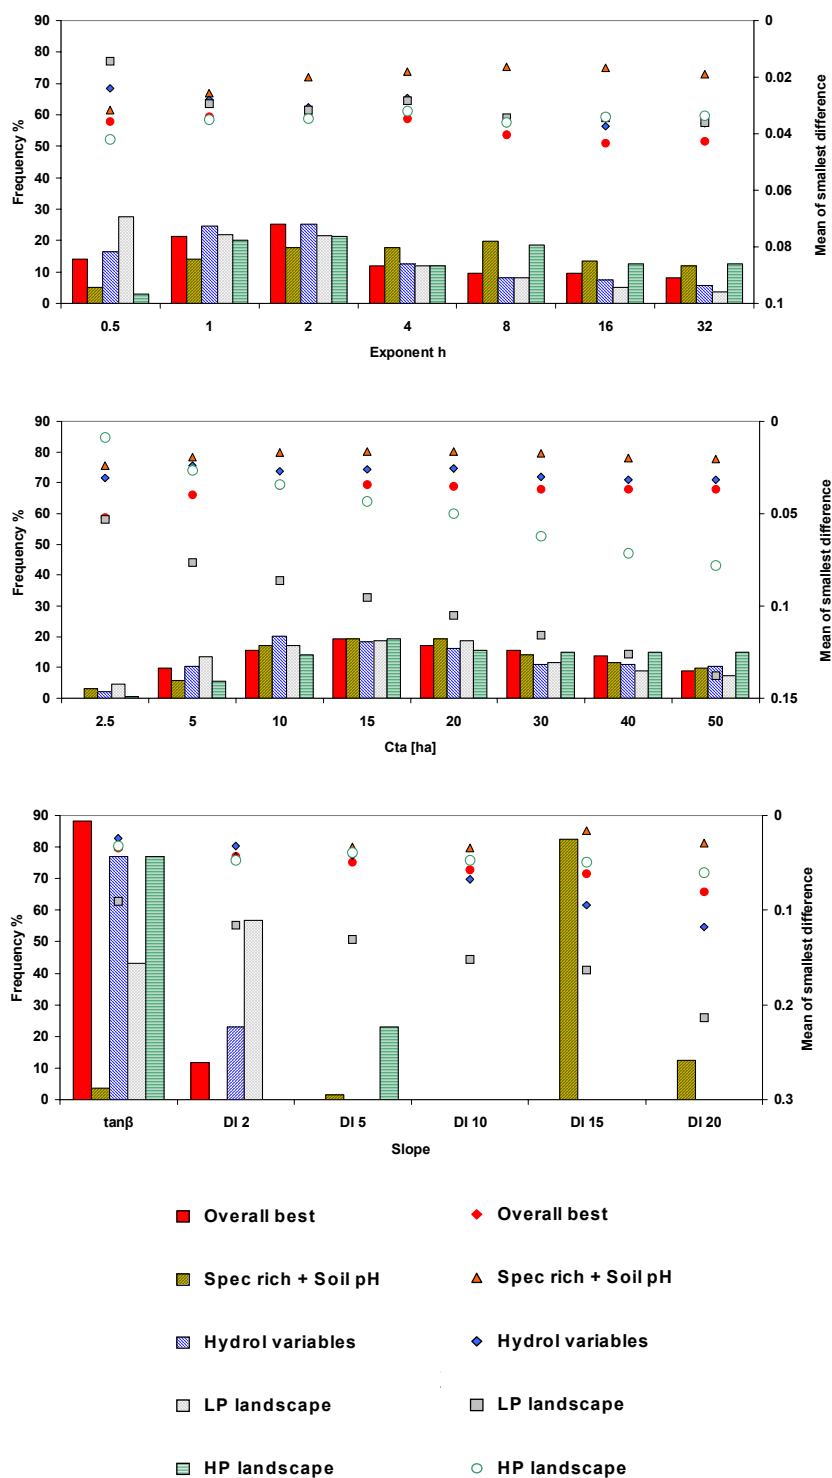 90 80 70 60 50 40 30 20 10 0
Frequency %
0 0.02 0.04 0.06 0.08 0.1
Mean of smallest difference
0.5 1 2 4 8 16 32
Exponent h
90 80 70 60 50 40 30 20 10 0
Frequency %
0 0.05 0.1 0.15
Mean of smallest difference
2.5 5 10 15 20 30 40 50
Cta [ha]
90 80 70 60 50 40 30 20 10 0
Frequency %
0 0.1 0.2 0.3
Mean of smallest difference
tanβ DI 2 DI 5 DI 10 DI 15 DI 20
Slope
Overall best Overall best
Spec rich + Soil pH Spec rich + Soil pH
Hydrol variables Hydrol variables
LP landscape LP landscape
HP landscape HP landscape